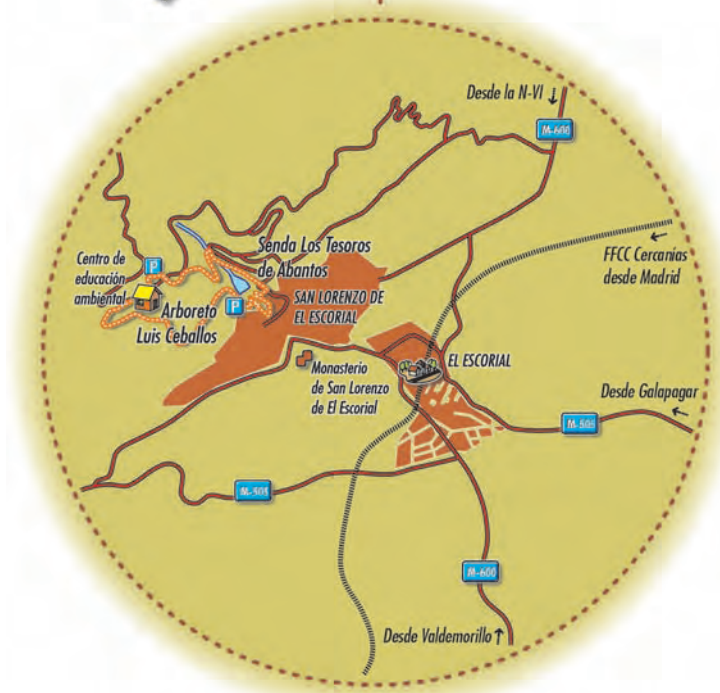 Desde la N-VI
M-600
FFCC Cercanías
desde Madrid
Senda Los Tesoros
de Abantos
Centro de
educación
ambiental
P
P
Arboreto
Luis Ceballos
SAN LORENZO DE
EL ESCORIAL
EL ESCORIAL
Monasterio
de San Lorenzo
de El Escorial
Desde Galapagar
M-505
M-505
M-600
Desde Valdemorillo